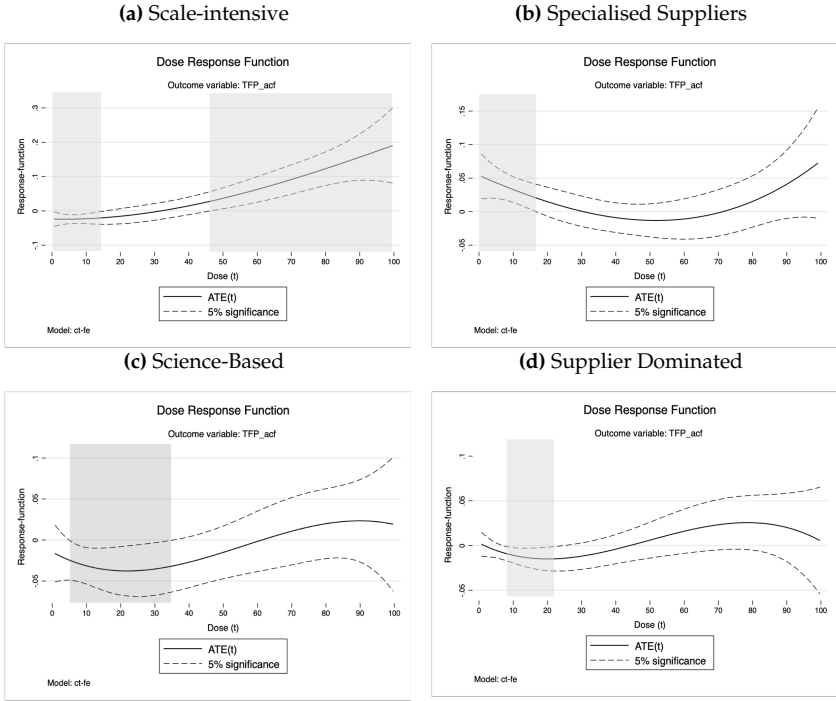 (a) Scale-intensive
Dose Response Function
Outcome variable: TFP_acf
Response-function
.3
.2
.1
0
-.1
0 10 20 30 40 50 60 70 80 90 100
Dose (t)
ATE(t)
5% significance
Model: ct-fe
(b) Specialised Suppliers
Dose Response Function
Outcome variable: TFP_acf
Response-function
.15
.1
.05
0
-.05
0 10 20 30 40 50 60 70 80 90 100
Dose (t)
ATE(t)
5% significance
Model: ct-fe
(c) Science-Based
Dose Response Function
Outcome variable: TFP_acf
Response-function
.1
.05
0
-.05
0 10 20 30 40 50 60 70 80 90 100
Dose (t)
ATE(t)
5% significance
Model: ct-fe
(d) Supplier Dominated
Dose Response Function
Outcome variable: TFP_acf
Response-function
.1
.05
0
-.05
0 10 20 30 40 50 60 70 80 90 100
Dose (t)
ATE(t)
5% significance
Model: ct-fe